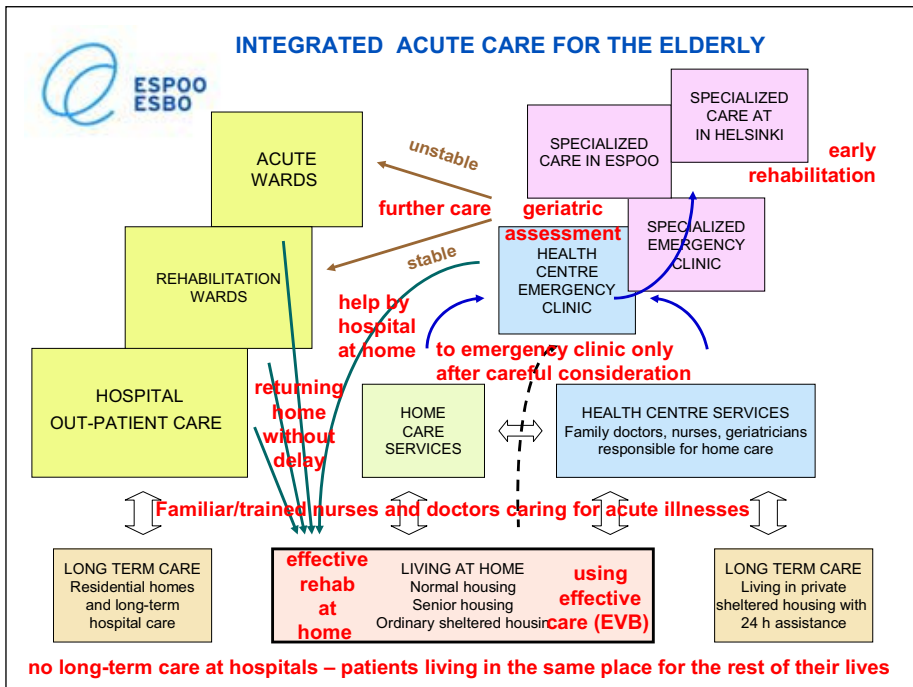 INTEGRATED ACUTE CARE FOR THE ELDERLY
ESPOO
ESBO
SPECIALIZED
CARE AT
IN HELSINKI
SPECIALIZED
CARE IN ESPOO
early
rehabilitation
ACUTE
WARDS
unstable
further care
geriatric
assessment
SPECIALIZED
EMERGENCY
CLINIC
HEALTH
CENTRE
EMERGENCY
CLINIC
stable
REHABILITATION
WARDS
help by
hospital
at home
to emergency clinic only
after careful consideration
HOSPITAL
OUT-PATIENT CARE
returning
home
without
delay
HOME
CARE
SERVICES
HEALTH CENTRE SERVICES
Family doctors, nurses, geriatricians
responsible for home care
Familiar/trained nurses and doctors caring for acute illnesses
LONG TERM CARE
Residential homes
and long-term
hospital care
effective
rehab
at
home
LIVING AT HOME
Normal housing
Senior housing
Ordinary sheltered housin
using
effective
care (EVB)
LONG TERM CARE
Living in private
sheltered housing with
24 h assistance
no long-term care at hospitals – patients living in the same place for the rest of their lives